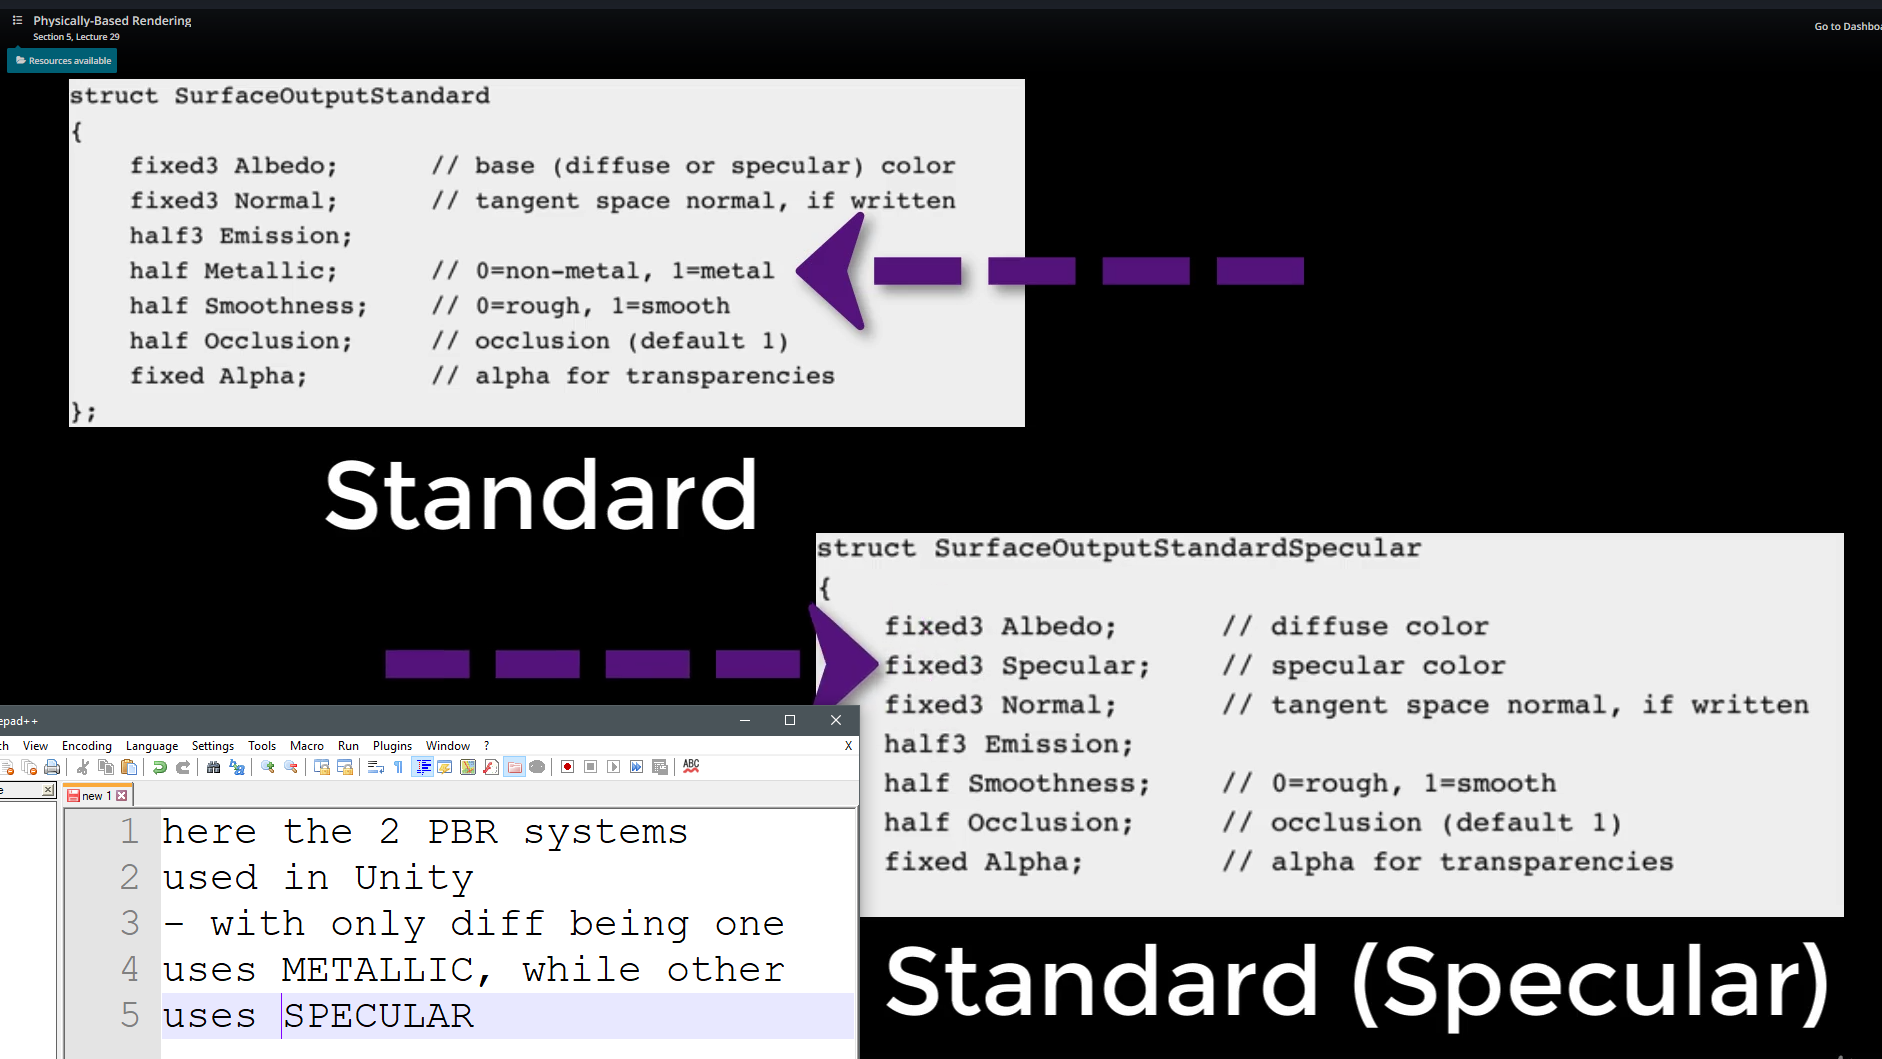 Physically-Based Rendering
Section 5, Lecture 29
Go to Dashboa
Resources available
struct SurfaceOutputStandard
{
fixed3 Albedo; // base (diffuse or specular) color
fixed3 Normal; // tangent space normal, if written
half3 Emission;
half Metallic; // 0=non-metal, 1=metal
half Smoothness; // 0=rough, 1=smooth
half Occlusion; // occlusion (default 1)
fixed Alpha; // alpha for transparencies
};
Standard
struct SurfaceOutputStandardSpecular
{
fixed3 Albedo; // diffuse color
fixed3 Specular; // specular color
fixed3 Normal; // tangent space normal, if written
half3 Emission;
half Smoothness; // 0=rough, 1=smooth
half Occlusion; // occlusion (default 1)
fixed Alpha; // alpha for transparencies
Standard (Specular)
epad++
ch View Encoding Language Settings Tools Macro Run Plugins Window ? X
ABC
e
new 1
1 here the 2 PBR systems
2 used in Unity
3 - with only diff being one
4 uses METALLIC, while other
5 uses SPECULAR